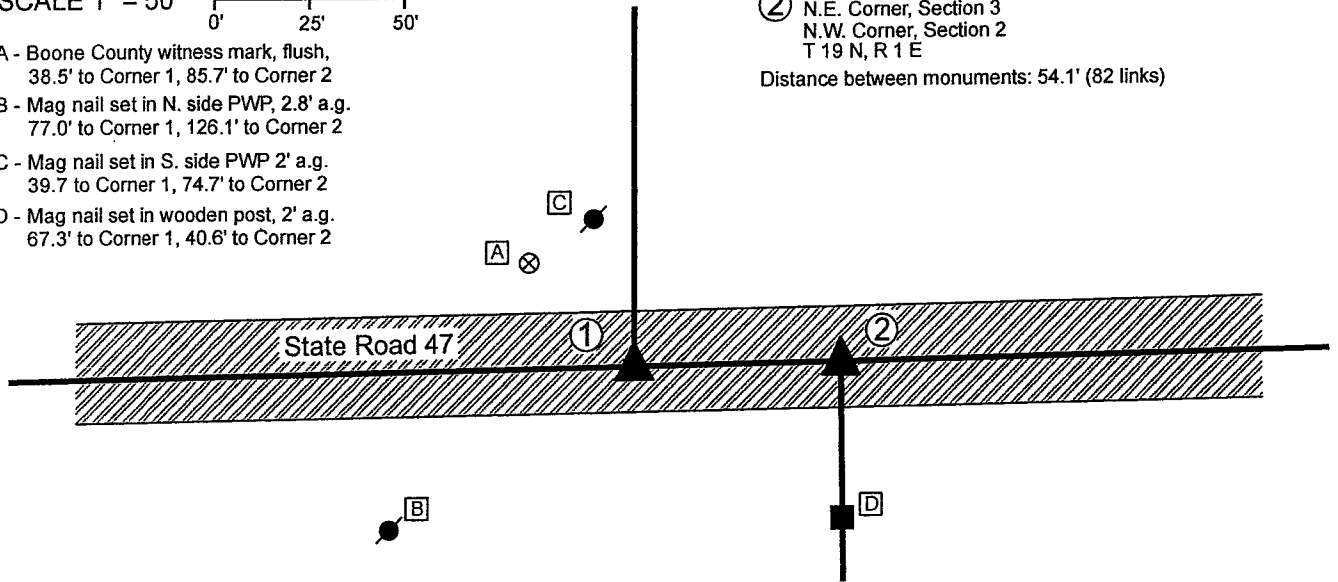 SCALE 1" = 50'
0' 25' 50'
A - Boone County witness mark, flush,
38.5' to Corner 1, 85.7' to Corner 2
B - Mag nail set in N. side PWP, 2.8' a.g.
77.0' to Corner 1, 126.1' to Corner 2
C - Mag nail set in S. side PWP 2' a.g.
39.7 to Corner 1, 74.7' to Corner 2
D - Mag nail set in wooden post, 2' a.g.
67.3' to Corner 1, 40.6' to Corner 2
2 N.E. Corner, Section 3
N.W. Corner, Section 2
T 19 N, R 1 E
Distance between monuments: 54.1' (82 links)
C
A
State Road 47
1
2
B
D